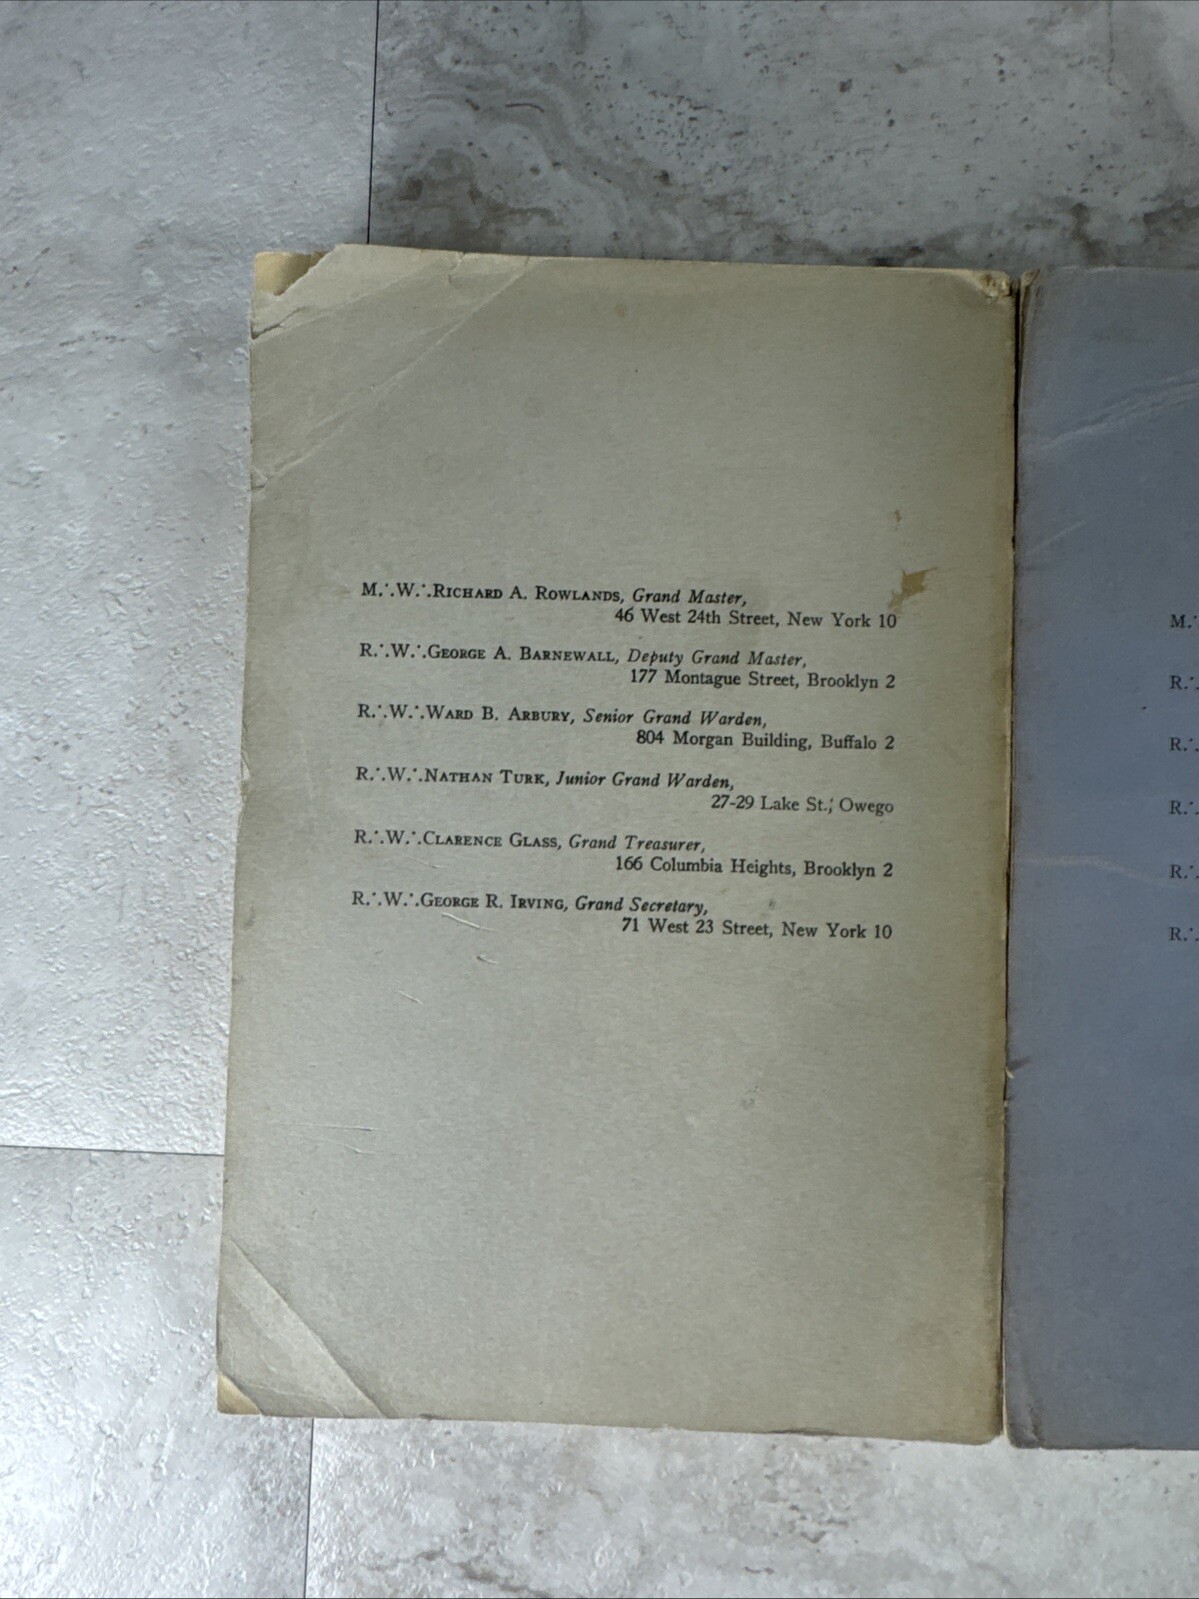 M∴W∴RICHARD A. ROWLANDS, Grand Master,
46 West 24th Street, New York 10
R∴W∴GEORGE A. BARNEWALL, Deputy Grand Master,
177 Montague Street, Brooklyn 2
R∴W∴WARD B. ARBURY, Senior Grand Warden,
804 Morgan Building, Buffalo 2
R∴W∴NATHAN TURK, Junior Grand Warden,
27-29 Lake St., Owego
R∴W∴CLARENCE GLASS, Grand Treasurer,
166 Columbia Heights, Brooklyn 2
R∴W∴GEORGE R. IRVING, Grand Secretary,
71 West 23 Street, New York 10
M∴
R∴
R∴
R∴
R∴
R∴